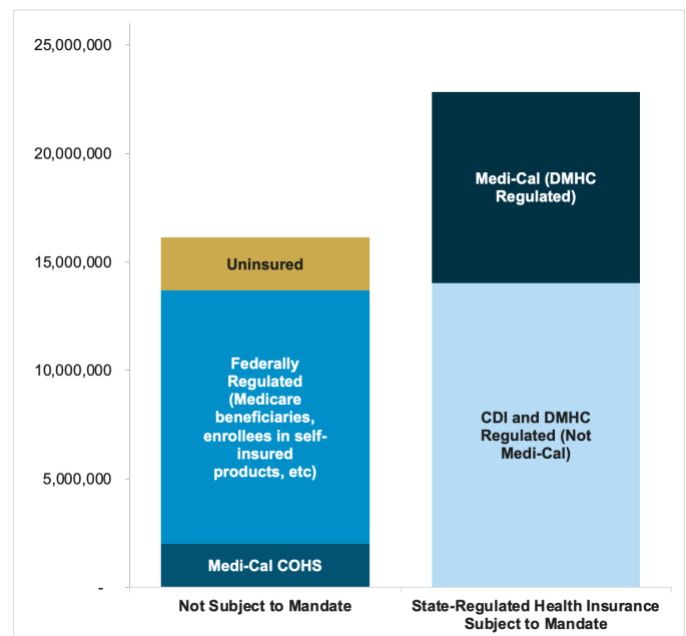 25,000,000
20,000,000
15,000,000
10,000,000
5,000,000
-
Uninsured
Federally
Regulated
(Medicare
beneficiaries,
enrollees in self-
insured
products, etc)
Medi-Cal COHS
Medi-Cal (DMHC
Regulated)
CDI and DMHC
Regulated (Not
Medi-Cal)
Not Subject to Mandate
State-Regulated Health Insurance
Subject to Mandate